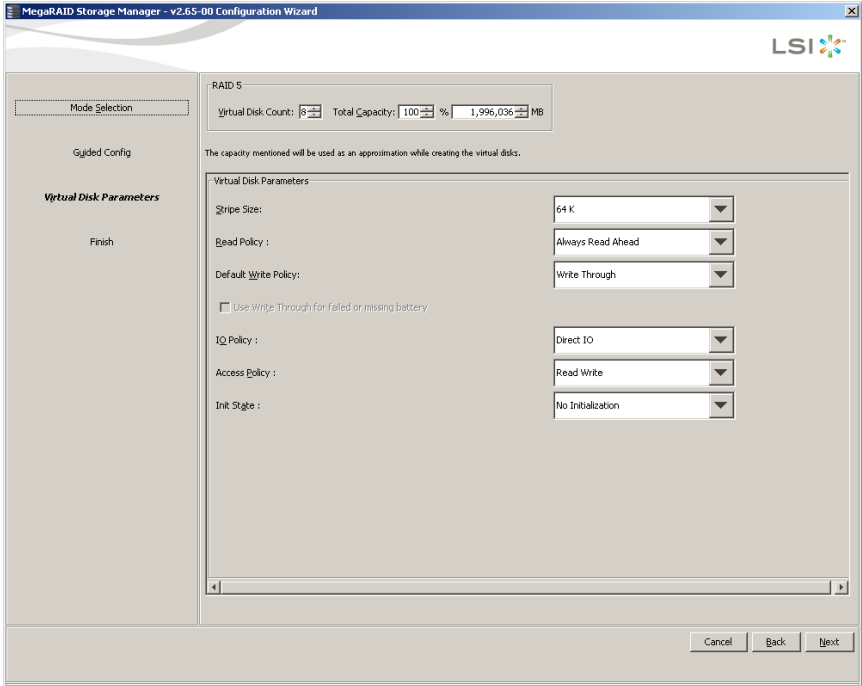 MegaRAID Storage Manager - v2.65-00 Configuration Wizard
LSI
Mode Selection
Guided Config
Virtual Disk Parameters
Finish
RAID 5
Virtual Disk Count: 8 Total Capacity: 100 % 1,996,036 MB
The capacity mentioned will be used as an approximation while creating the virtual disks.
Virtual Disk Parameters
Stripe Size: 64 K
Read Policy : Always Read Ahead
Default Write Policy: Write Through
Use Write Through for failed or missing battery
IO Policy : Direct IO
Access Policy : Read Write
Init State : No Initialization
Cancel Back Next